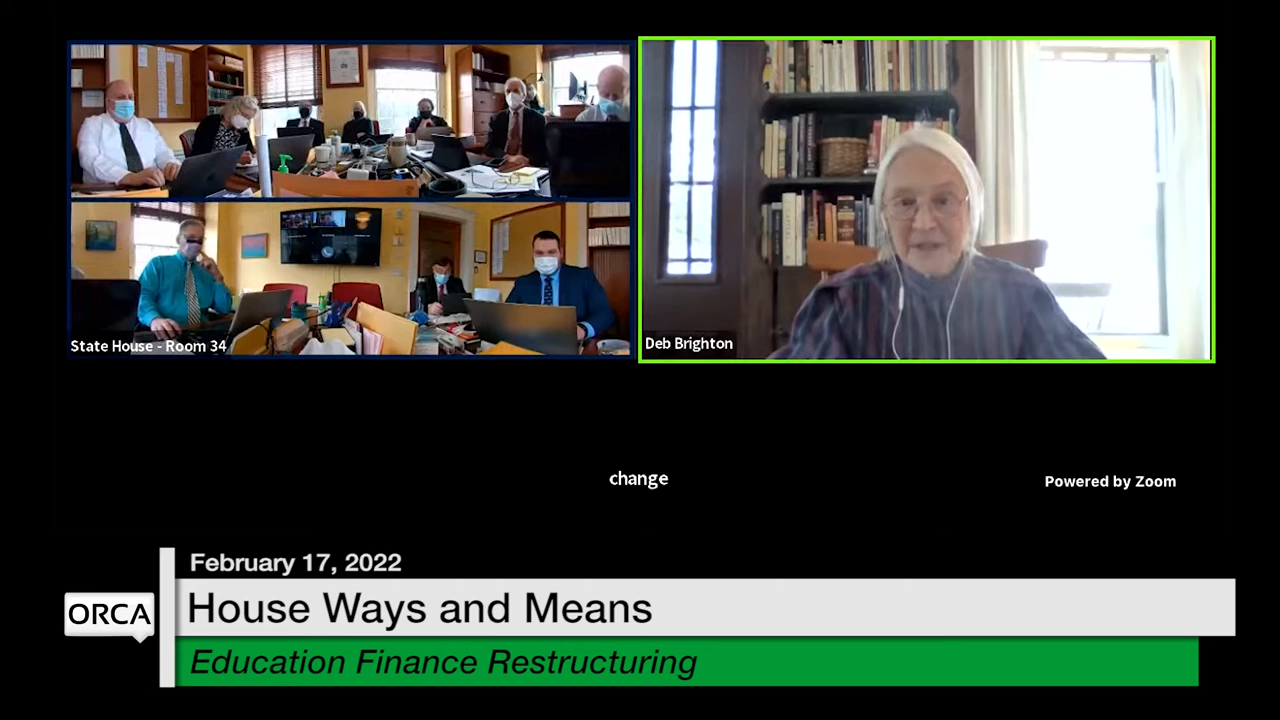 State House - Room 34
Deb Brighton
change
Powered by Zoom
February 17, 2022
ORCA
House Ways and Means
Education Finance Restructuring